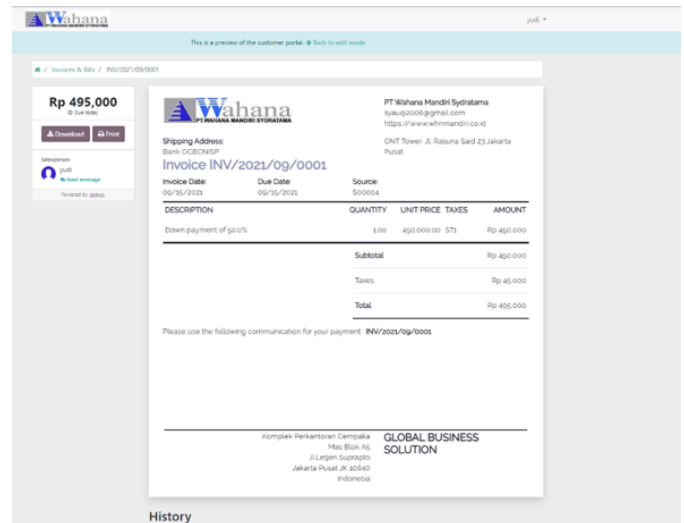 Wahana
PT.WAHANA MANDIRI SYDRATAMA
yudi
This is a preview of the customer portal. Back to edit mode
/ Invoices & Bills / INV/2021/09/0001
Rp 495,000
Due today
Download
Print
Salesperson
yudi
Send message
Powered by odoo
Wahana
PT.WAHANA MANDIRI SYDRATAMA
PT Wahana Mandiri Sydratama
syauqi2006@gmail.com
https://www.whnmandiri.co.id
Shipping Address:
Bank OCBCNISP
ONT Tower. Jl. Rasuna Said 23 Jakarta
Pusat
Invoice INV/2021/09/0001
Invoice Date: Due Date: Source:
09/15/2021 09/15/2021 S00004
DESCRIPTION QUANTITY UNIT PRICE TAXES AMOUNT
Down payment of 50.0% 1.00 450,000.00 ST1 Rp 450,000
Subtotal Rp 450,000
Taxes Rp 45,000
Total Rp 495,000
Please use the following communication for your payment : INV/2021/09/0001
Komplek Perkantoran Cempaka
Mas Blok A5
Jl.Letjen Suprapto
Jakarta Pusat JK 10640
Indonesia
GLOBAL BUSINESS
SOLUTION
History